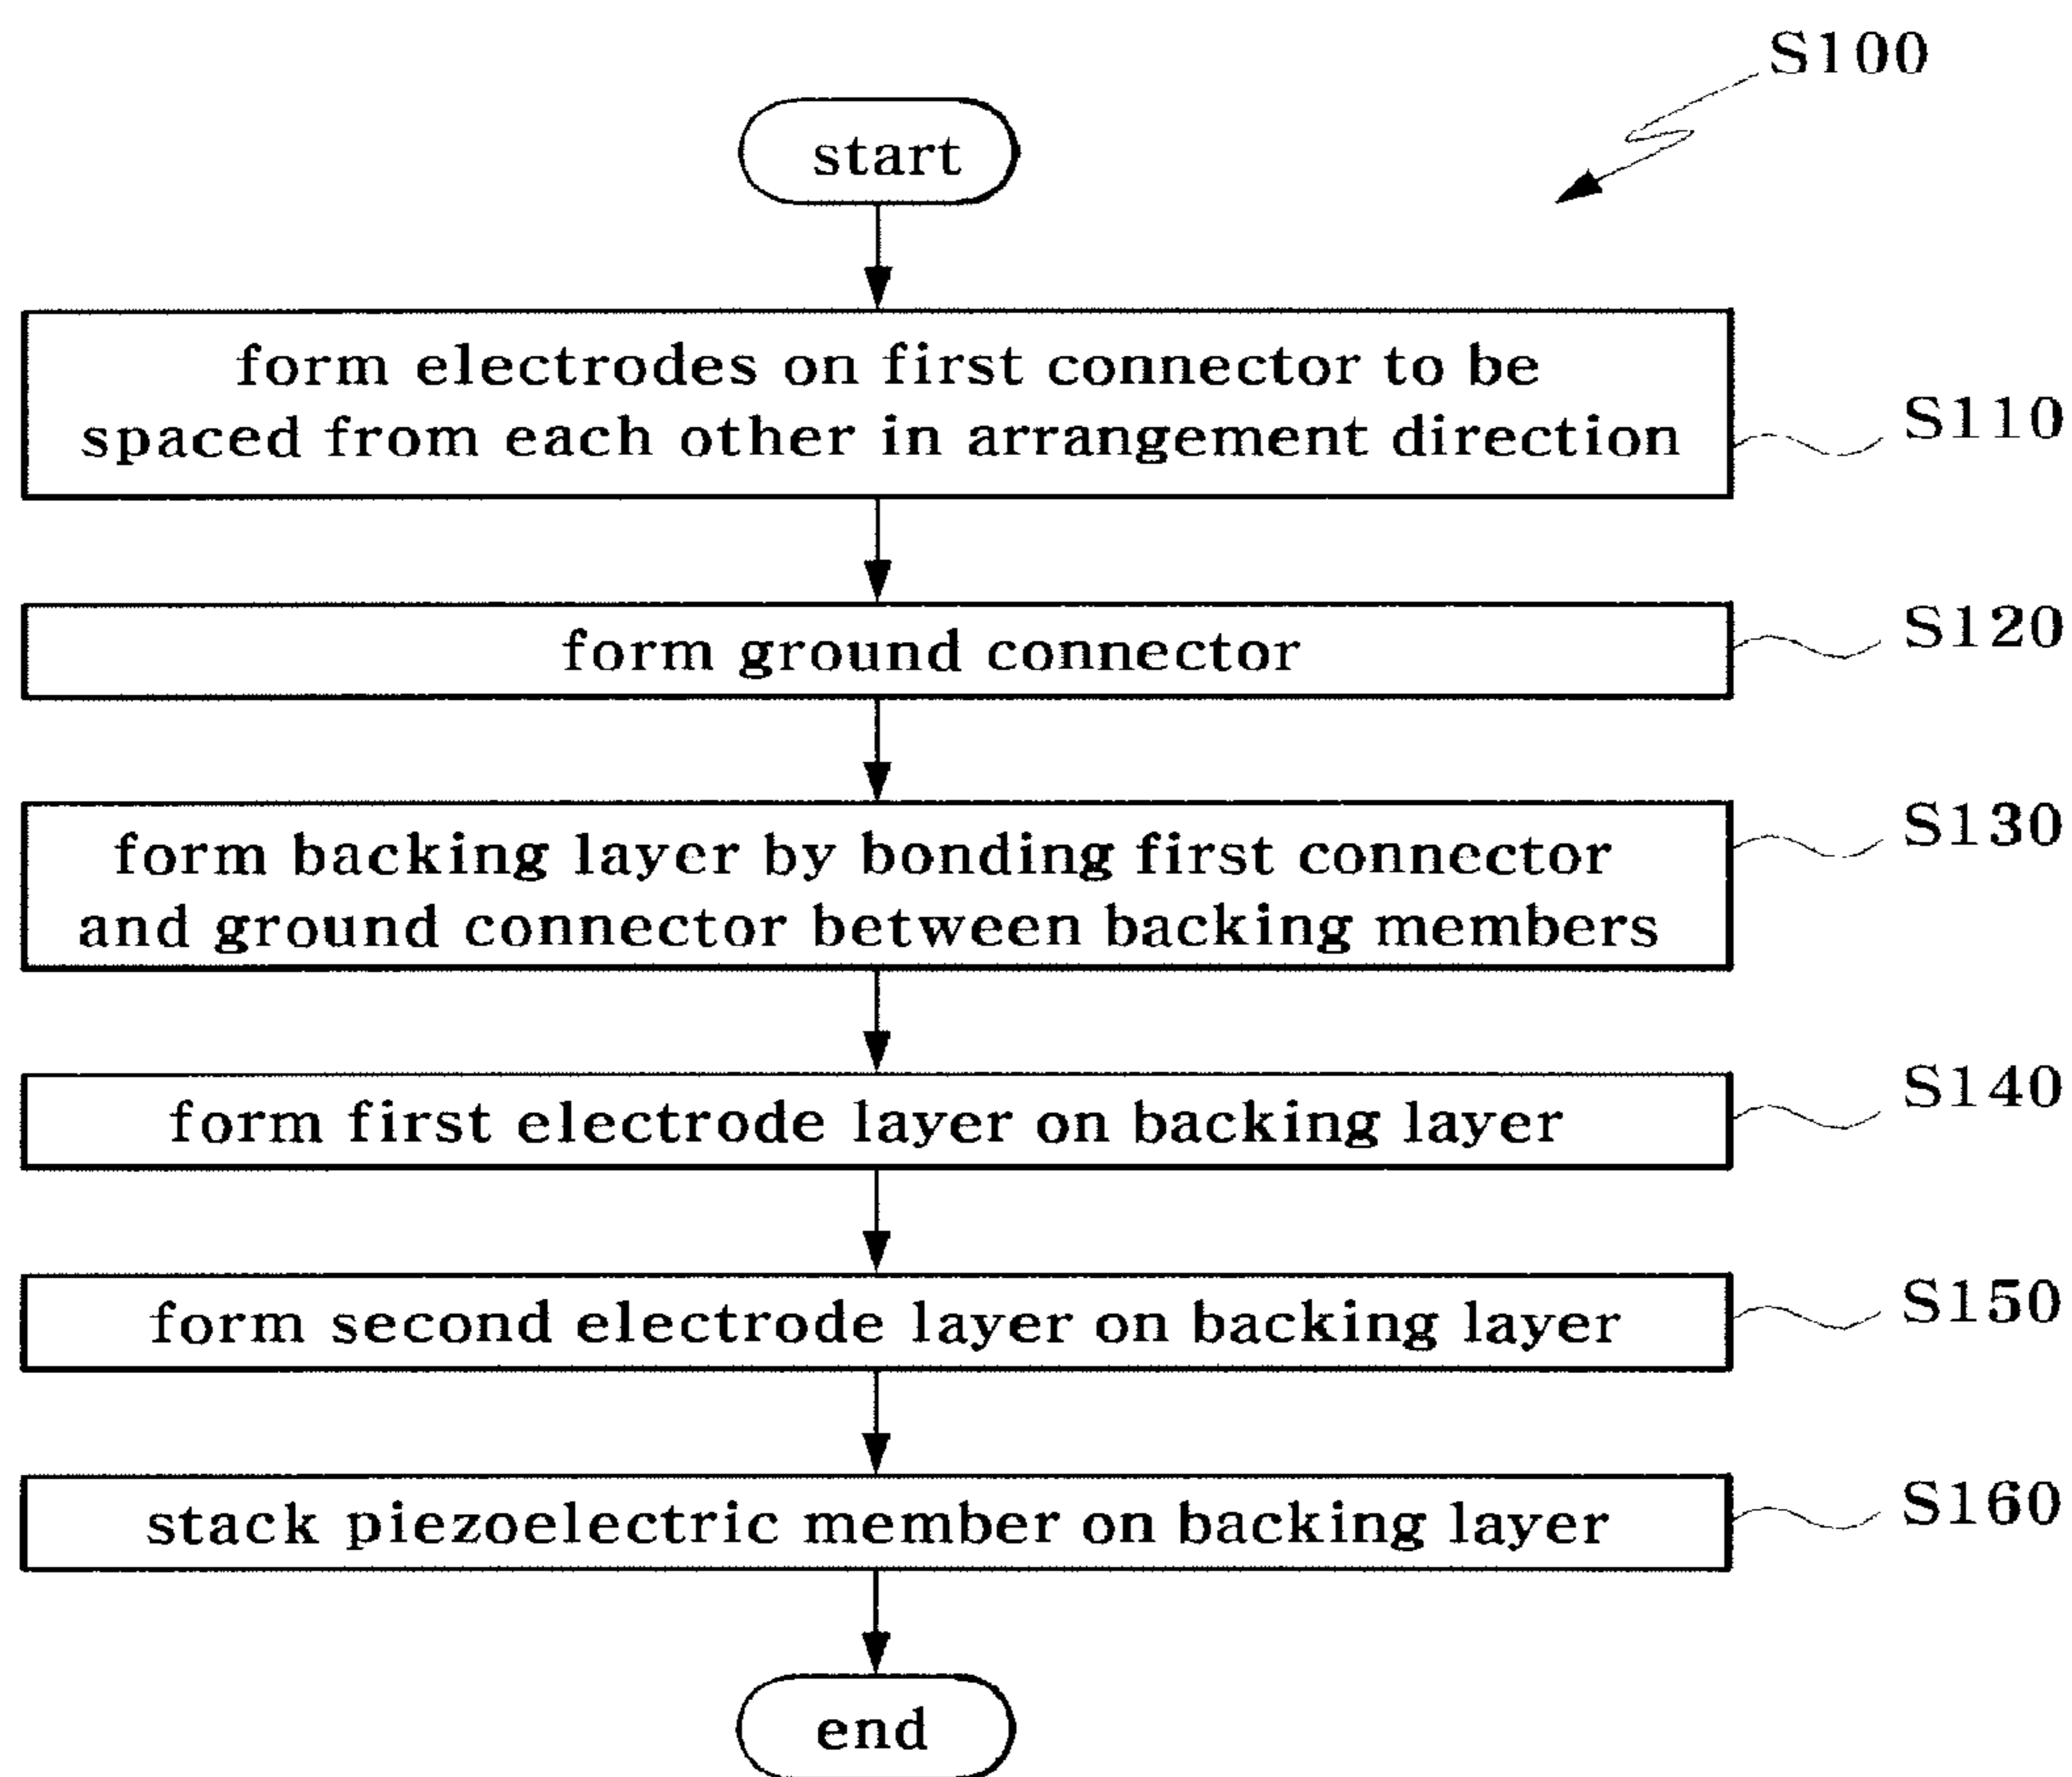 S100
start
form electrodes on first connector to be
spaced from each other in arrangement direction
S110
form ground connector
S120
form backing layer by bonding first connector
and ground connector between backing members
S130
form first electrode layer on backing layer
S140
form second electrode layer on backing layer
S150
stack piezoelectric member on backing layer
S160
end